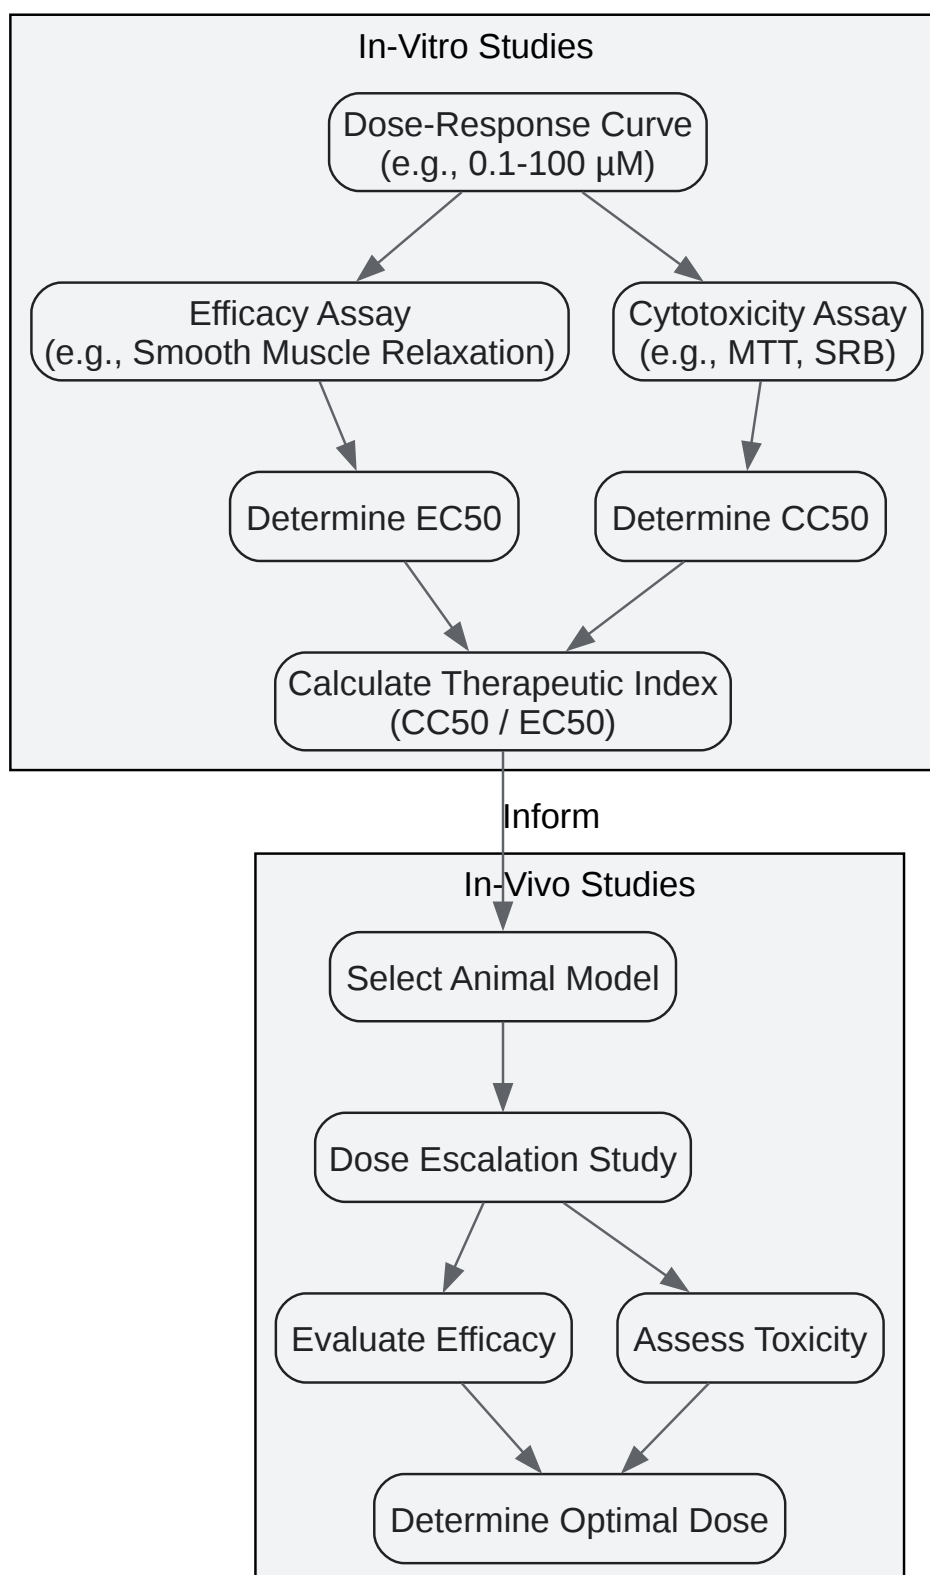 In-Vitro Studies
Dose-Response Curve
(e.g., 0.1-100 µM)
Efficacy Assay
(e.g., Smooth Muscle Relaxation)
Cytotoxicity Assay
(e.g., MTT, SRB)
Determine EC50
Determine CC50
Calculate Therapeutic Index
(CC50 / EC50)
Inform
In-Vivo Studies
Select Animal Model
Dose Escalation Study
Evaluate Efficacy
Assess Toxicity
Determine Optimal Dose